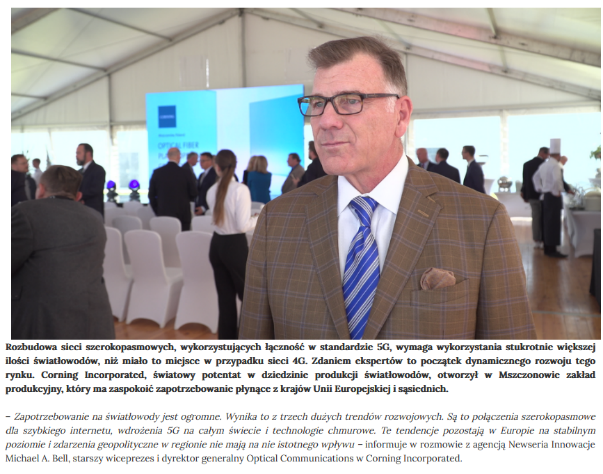 CORNING
OPTICAL FIBER
Rozbudowa sieci szerokopasmowych, wykorzystujących łączność w standardzie 5G, wymaga wykorzystania stukrotnie większej
ilości światłowodów, niż miało to miejsce w przypadku sieci 4G. Zdaniem ekspertów to początek dynamicznego rozwoju tego
rynku. Corning Incorporated, światowy potentat w dziedzinie produkcji światłowodów, otworzył w Mszczonowie zakład
produkcyjny, który ma zaspokoić zapotrzebowanie płynące z krajów Unii Europejskiej i sąsiednich.
– Zapotrzebowanie na światłowody jest ogromne. Wynika to z trzech dużych trendów rozwojowych. Są to połączenia szerokopasmowe
dla szybkiego internetu, wdrożenia 5G na całym świecie i technologie chmurowe. Te tendencje pozostają w Europie na stabilnym
poziomie i zdarzenia geopolityczne w regionie nie mają na nie istotnego wpływu – informuje w rozmowie z agencją Newseria Innowacje
Michael A. Bell, starszy wiceprezes i dyrektor generalny Optical Communications w Corning Incorporated.